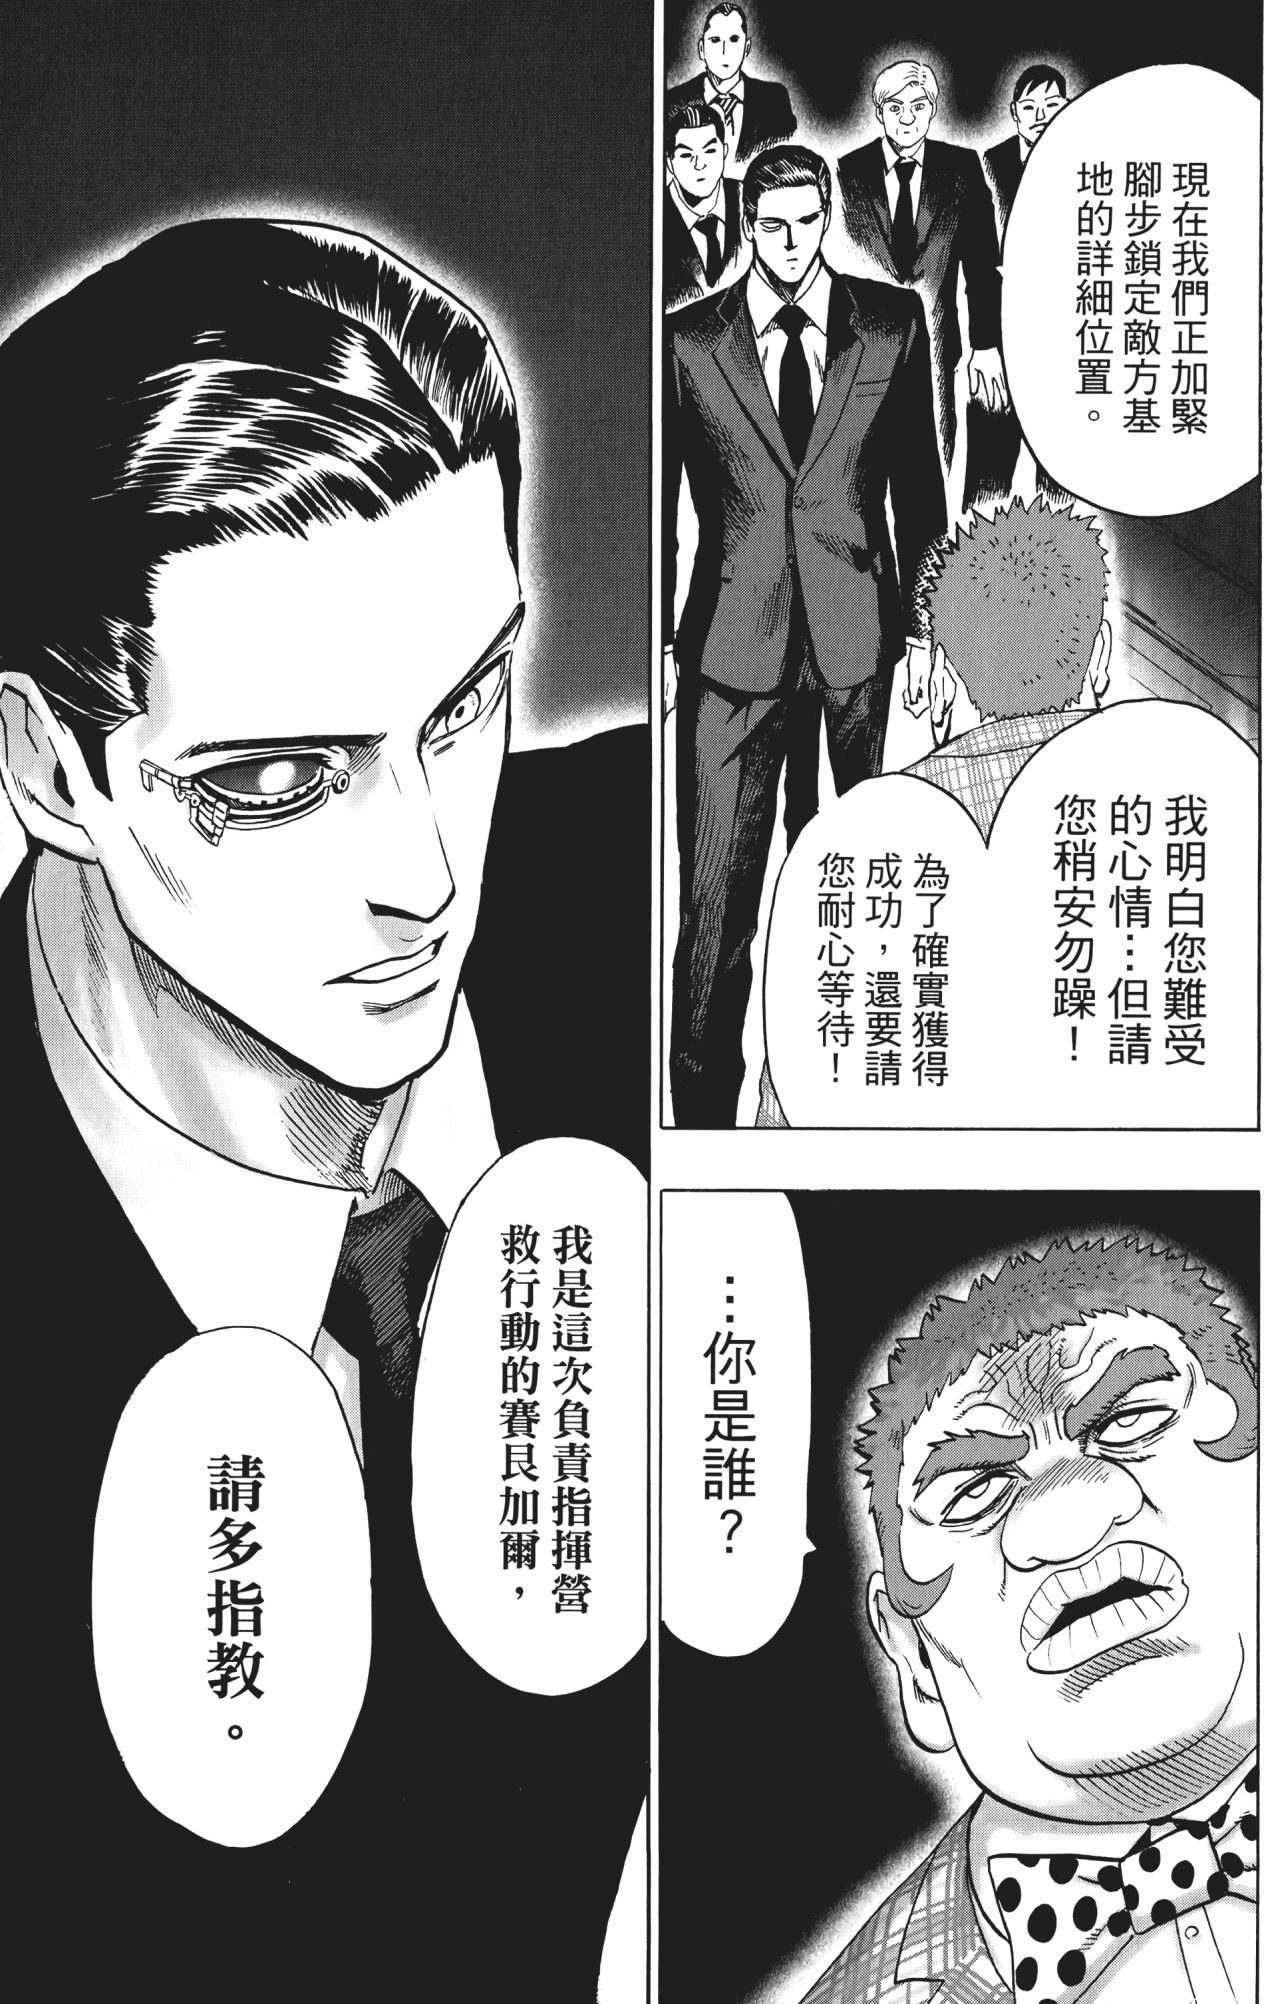 現在我們正加緊
腳步鎖定敵方基
地的詳細位置。
我明白您難受
的心情…但請
您稍安勿躁！
為了確實獲得
成功，還要請
您耐心等待！
…你是誰？
我是這次負責指揮營
救行動的賽艮加爾，
請多指教。